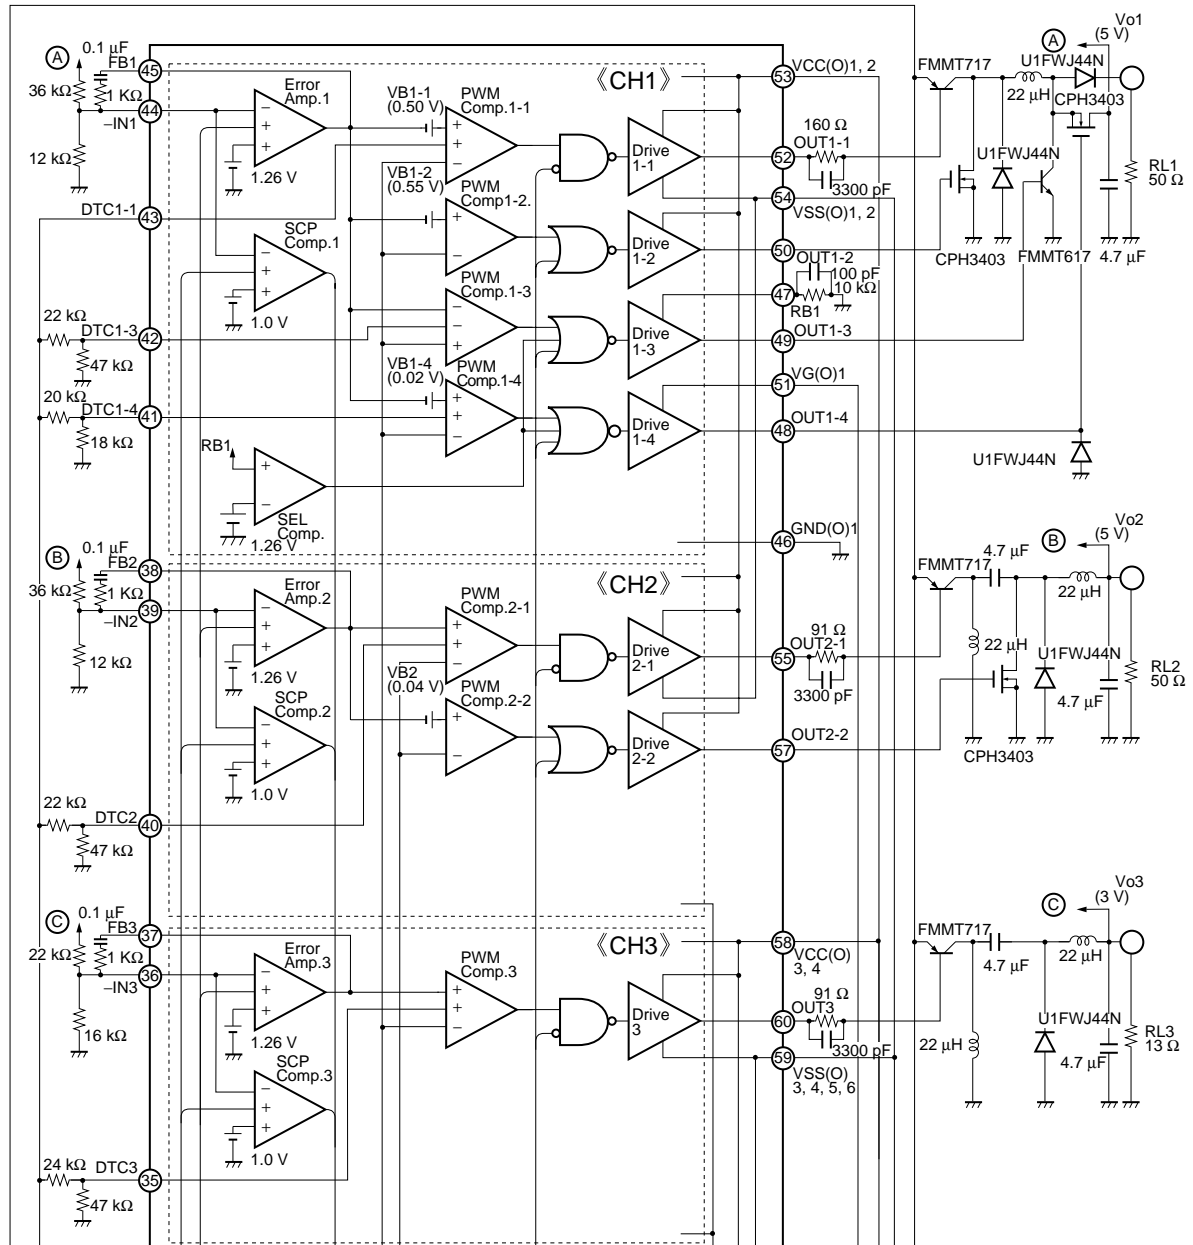 Vo1
(5 V)
A
0.1 µF
FB1
45
36 kΩ
1 KΩ
44
–IN1
12 kΩ
Error
Amp.1
1.26 V
VB1-1
(0.50 V)
PWM
Comp.1-1
《CH1》
53
VCC(O)1, 2
FMMT717
A
U1FWJ44N
22 µH
CPH3403
VB1-2
(0.55 V)
PWM
Comp1-2.
Drive
1-1
160 Ω
52
OUT1-1
3300 pF
54
VSS(O)1, 2
U1FWJ44N
RL1
50 Ω
DTC1-1
43
SCP
Comp.1
1.0 V
Drive
1-2
50
OUT1-2
CPH3403
FMMT617
4.7 µF
100 pF
10 kΩ
47
RB1
22 kΩ
DTC1-3
42
47 kΩ
PWM
Comp.1-3
Drive
1-3
49
OUT1-3
VB1-4
(0.02 V)
PWM
Comp.1-4
51
VG(O)1
20 kΩ
DTC1-4
41
18 kΩ
Drive
1-4
48
OUT1-4
U1FWJ44N
RB1
SEL
Comp.
1.26 V
46
GND(O)1
Vo2
(5 V)
B
0.1 µF
FB2
38
36 kΩ
1 KΩ
39
–IN2
12 kΩ
Error
Amp.2
1.26 V
《CH2》
PWM
Comp.2-1
FMMT717
4.7 µF
B
22 µH
VB2
(0.04 V)
PWM
Comp.2-2
Drive
2-1
91 Ω
55
OUT2-1
3300 pF
22 µH
U1FWJ44N
4.7 µF
RL2
50 Ω
SCP
Comp.2
1.0 V
Drive
2-2
57
OUT2-2
CPH3403
22 kΩ
DTC2
40
47 kΩ
Vo3
(3 V)
C
0.1 µF
FB3
37
22 kΩ
1 KΩ
36
–IN3
16 kΩ
Error
Amp.3
1.26 V
《CH3》
PWM
Comp.3
58
VCC(O)
3, 4
FMMT717
4.7 µF
C
22 µH
Drive
3
91 Ω
60
OUT3
3300 pF
59
VSS(O)
3, 4, 5, 6
22 µH
U1FWJ44N
4.7 µF
RL3
13 Ω
SCP
Comp.3
1.0 V
24 kΩ
DTC3
35
47 kΩ